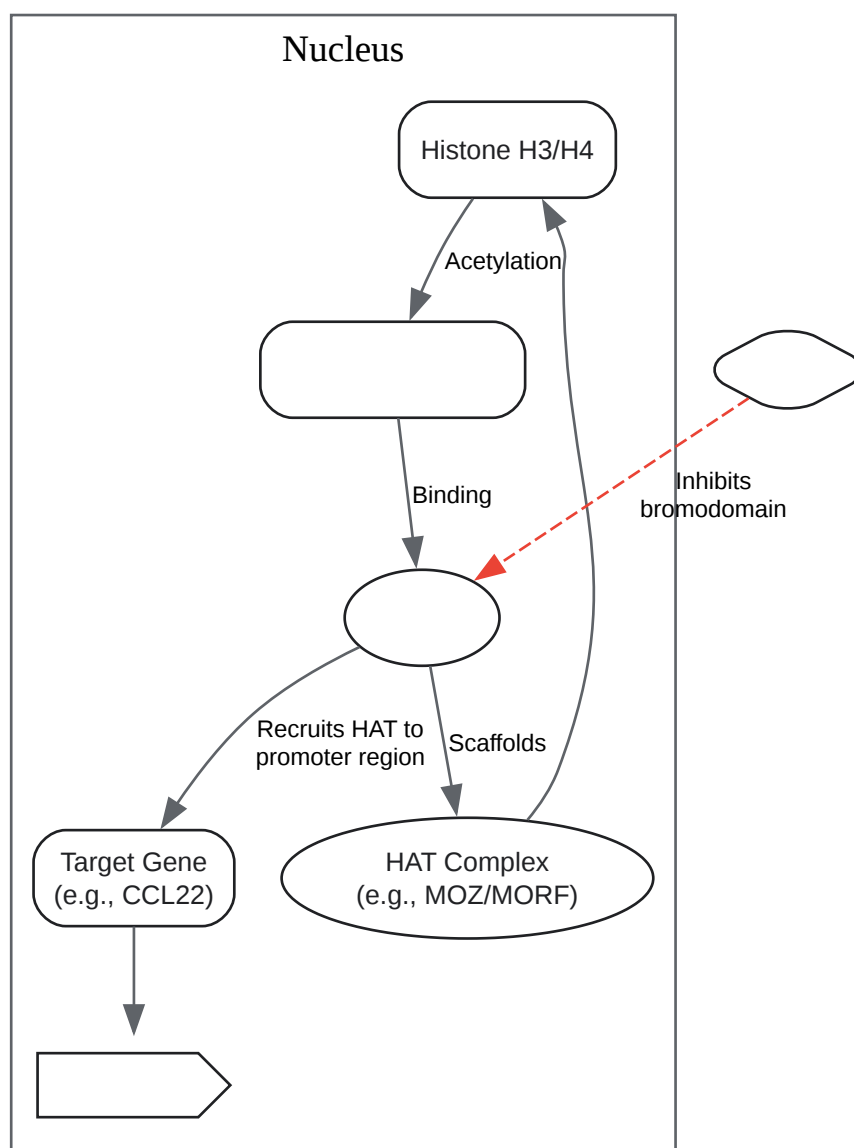 Nucleus
Histone H3/H4
Acetylation
Inhibits
bromodomain
Binding
Recruits HAT to
promoter region
Scaffolds
Target Gene
(e.g., CCL22)
HAT Complex
(e.g., MOZ/MORF)